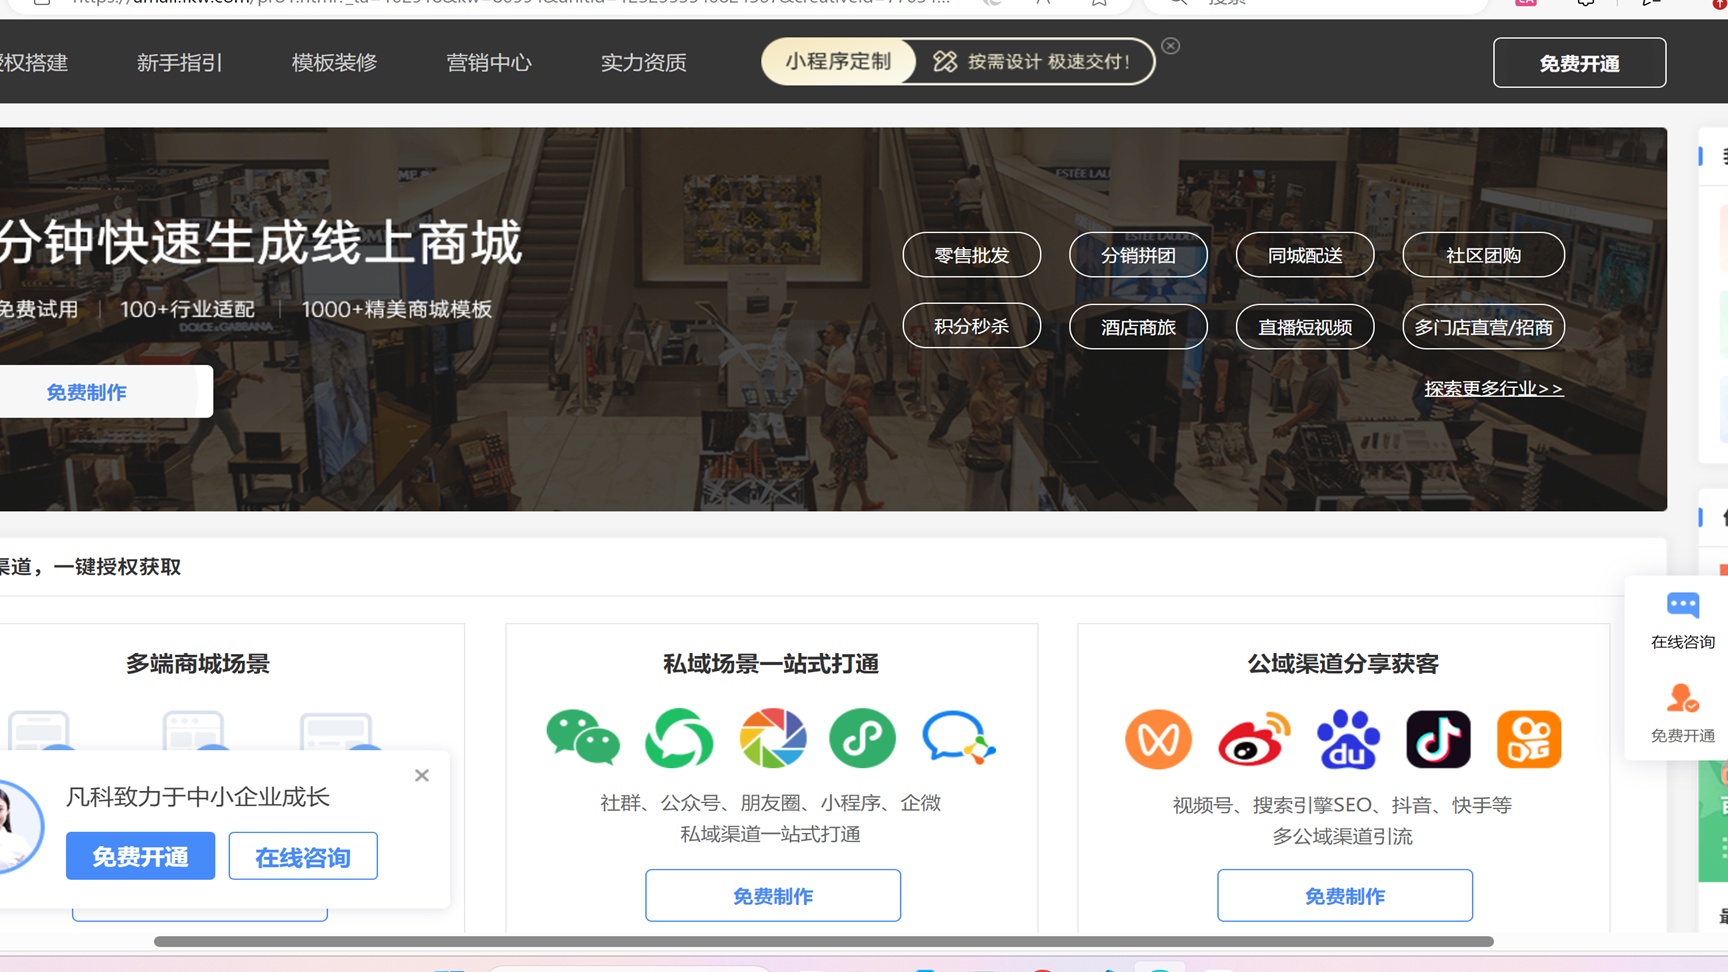 权搭建 新手指引 模板装修 营销中心 实力资质 小程序定制 按需设计 极速交付！ 免费开通
分钟快速生成线上商城
免费试用 | 100+行业适配 | 1000+精美商城模板
免费制作
零售批发 分销拼团 同城配送 社区团购
积分秒杀 酒店商旅 直播短视频 多门店直营/招商
探索更多行业>>
渠道，一键授权获取
多端商城场景
私域场景一站式打通
社群、公众号、朋友圈、小程序、企微
私域渠道一站式打通
免费制作
公域渠道分享获客
du
视频号、搜索引擎SEO、抖音、快手等
多公域渠道引流
免费制作
凡科致力于中小企业成长
免费开通 在线咨询
在线咨询
免费开通